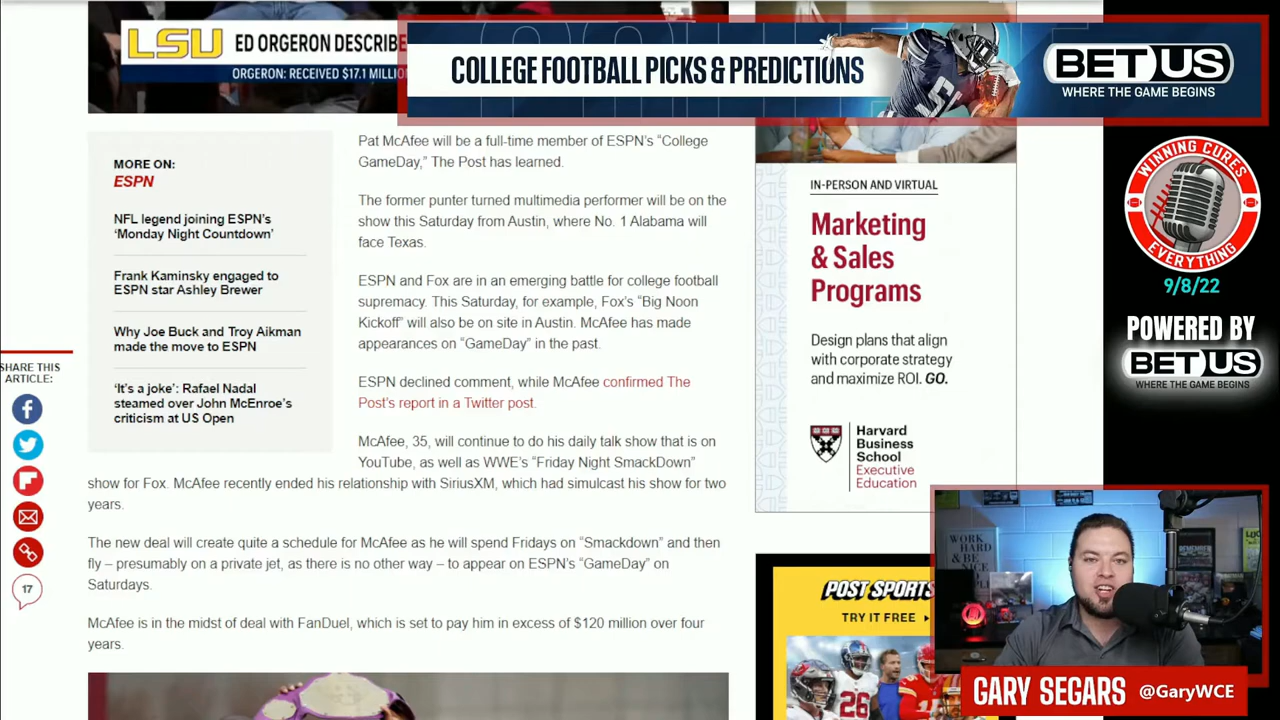 LSU ED ORGERON DESCRIBE
ORGERON: RECEIVED $17.1 MILLIO
COLLEGE FOOTBALL PICKS & PREDICTIONS
BETUS
WHERE THE GAME BEGINS
MORE ON:
ESPN
NFL legend joining ESPN’s
‘Monday Night Countdown’
Frank Kaminsky engaged to
ESPN star Ashley Brewer
Why Joe Buck and Troy Aikman
made the move to ESPN
‘It’s a joke’: Rafael Nadal
steamed over John McEnroe’s
criticism at US Open
SHARE THIS
ARTICLE:
17
Pat McAfee will be a full-time member of ESPN’s “College
GameDay,” The Post has learned.
The former punter turned multimedia performer will be on the
show this Saturday from Austin, where No. 1 Alabama will
face Texas.
ESPN and Fox are in an emerging battle for college football
supremacy. This Saturday, for example, Fox’s “Big Noon
Kickoff” will also be on site in Austin. McAfee has made
appearances on “GameDay” in the past.
ESPN declined comment, while McAfee confirmed The
Post’s report in a Twitter post.
McAfee, 35, will continue to do his daily talk show that is on
YouTube, as well as WWE’s “Friday Night SmackDown”
show for Fox. McAfee recently ended his relationship with SiriusXM, which had simulcast his show for two
years.
The new deal will create quite a schedule for McAfee as he will spend Fridays on “Smackdown” and then
fly – presumably on a private jet, as there is no other way – to appear on ESPN’s “GameDay” on
Saturdays.
McAfee is in the midst of deal with FanDuel, which is set to pay him in excess of $120 million over four
years.
IN-PERSON AND VIRTUAL
Marketing
& Sales
Programs
Design plans that align
with corporate strategy
and maximize ROI. GO.
Harvard
Business
School
Executive
Education
POST SPORTS
TRY IT FREE
26
WINNING CURES
EVERYTHING
9/8/22
POWERED BY
BETUS
WHERE THE GAME BEGINS
WORK
HARD &
BE
NICE
GARY SEGARS @GaryWCE